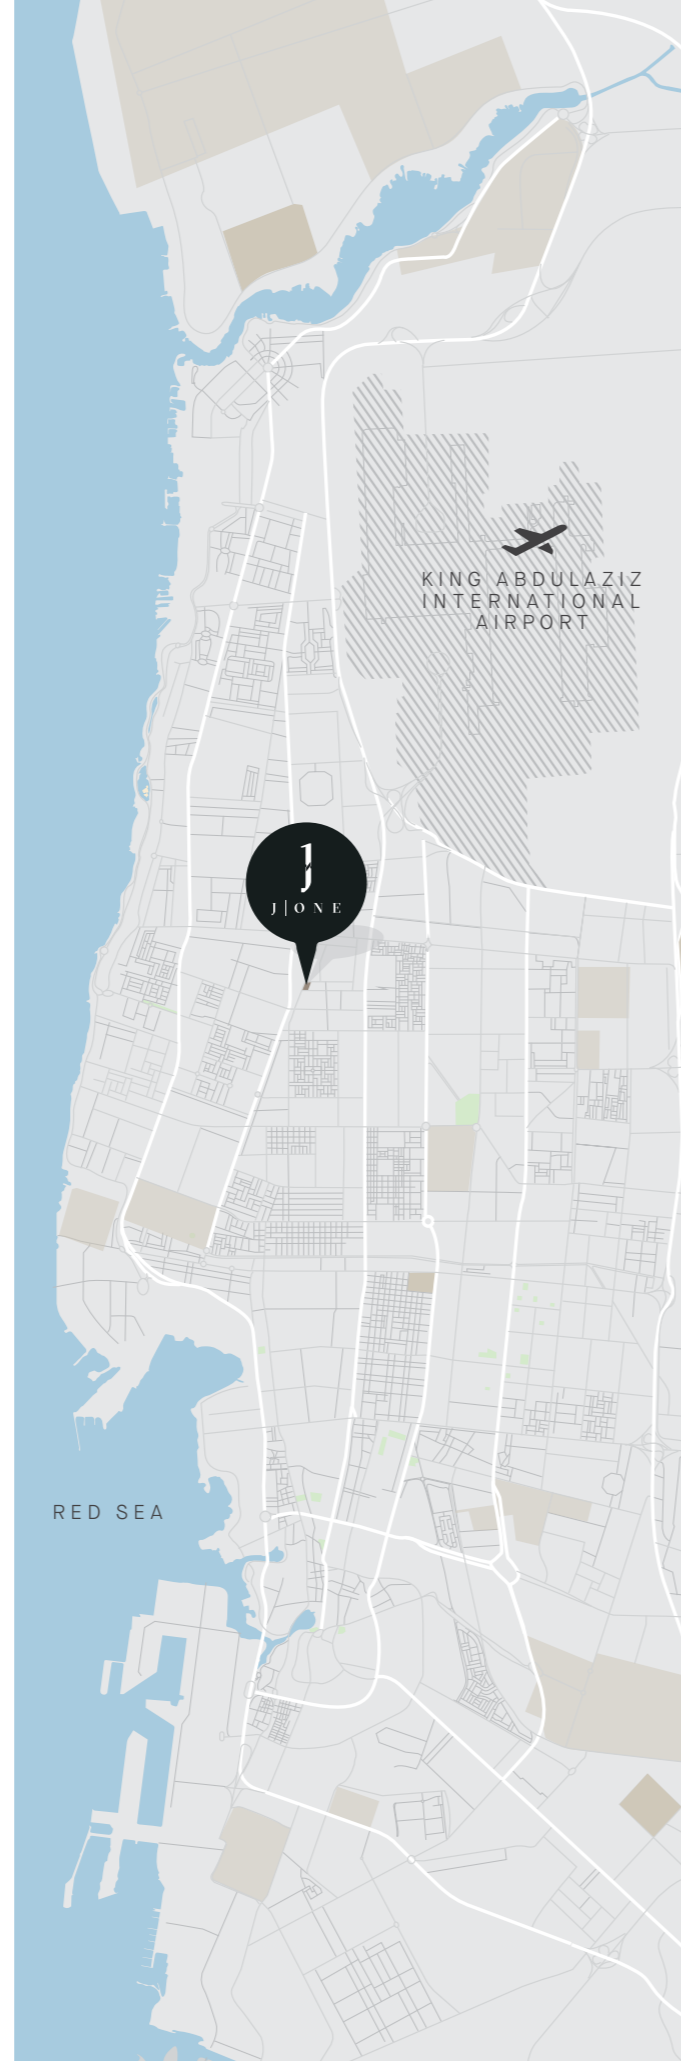 KING ABDULAZIZ
INTERNATIONAL
AIRPORT
J
J|ONE
RED SEA